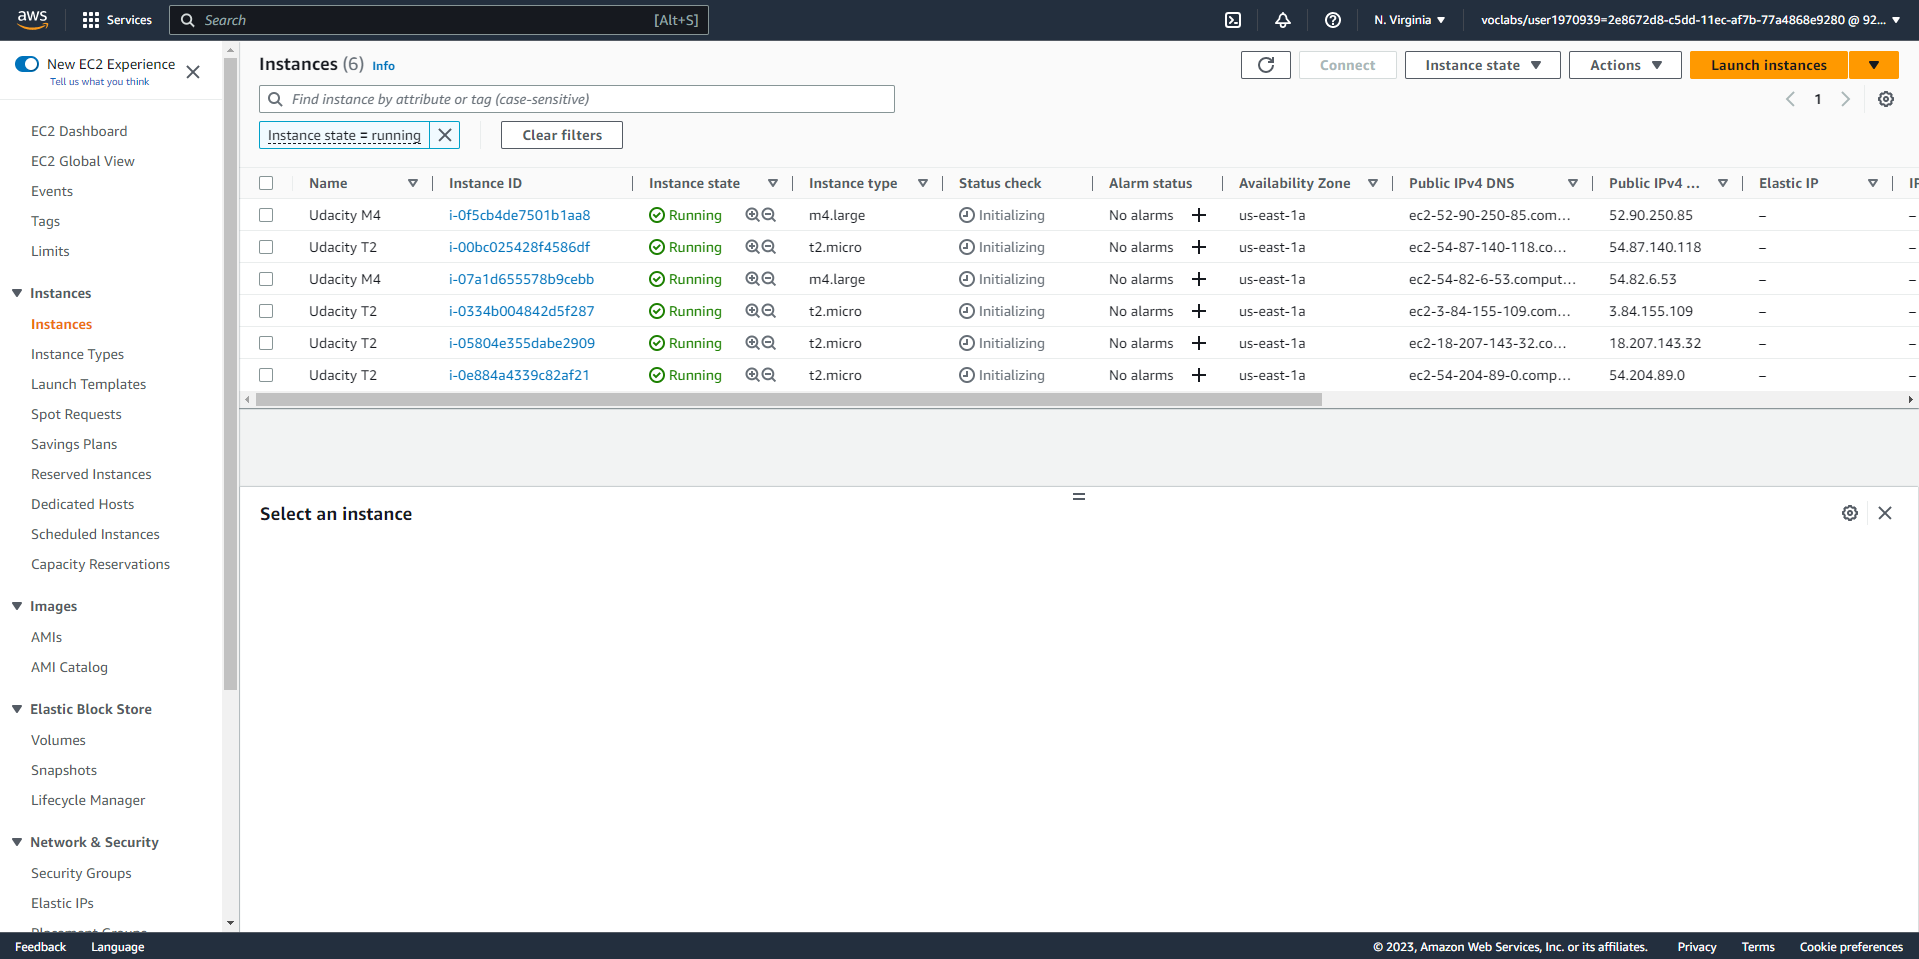 aws Services Search [Alt+S] N. Virginia voclabs/user1970939=2e8672d8-c5dd-11ec-af7b-77a4868e9280 @ 92...
New EC2 Experience
Tell us what you think
EC2 Dashboard
EC2 Global View
Events
Tags
Limits
Instances
Instances
Instance Types
Launch Templates
Spot Requests
Savings Plans
Reserved Instances
Dedicated Hosts
Scheduled Instances
Capacity Reservations
Images
AMIs
AMI Catalog
Elastic Block Store
Volumes
Snapshots
Lifecycle Manager
Network & Security
Security Groups
Elastic IPs
Placement Groups
Instances (6) Info Connect Instance state Actions Launch instances
Find instance by attribute or tag (case-sensitive) 1
Instance state = running Clear filters
Name Instance ID Instance state Instance type Status check Alarm status Availability Zone Public IPv4 DNS Public IPv4 ... Elastic IP
Udacity M4 i-0f5cb4de7501b1aa8 Running m4.large Initializing No alarms us-east-1a ec2-52-90-250-85.com... 52.90.250.85 – –
Udacity T2 i-00bc025428f4586df Running t2.micro Initializing No alarms us-east-1a ec2-54-87-140-118.co... 54.87.140.118 – –
Udacity M4 i-07a1d655578b9cebb Running m4.large Initializing No alarms us-east-1a ec2-54-82-6-53.comput... 54.82.6.53 – –
Udacity T2 i-0334b004842d5f287 Running t2.micro Initializing No alarms us-east-1a ec2-3-84-155-109.com... 3.84.155.109 – –
Udacity T2 i-05804e355dabe2909 Running t2.micro Initializing No alarms us-east-1a ec2-18-207-143-32.co... 18.207.143.32 – –
Udacity T2 i-0e884a4339c82af21 Running t2.micro Initializing No alarms us-east-1a ec2-54-204-89-0.comp... 54.204.89.0 – –
Select an instance
Feedback Language © 2023, Amazon Web Services, Inc. or its affiliates. Privacy Terms Cookie preferences